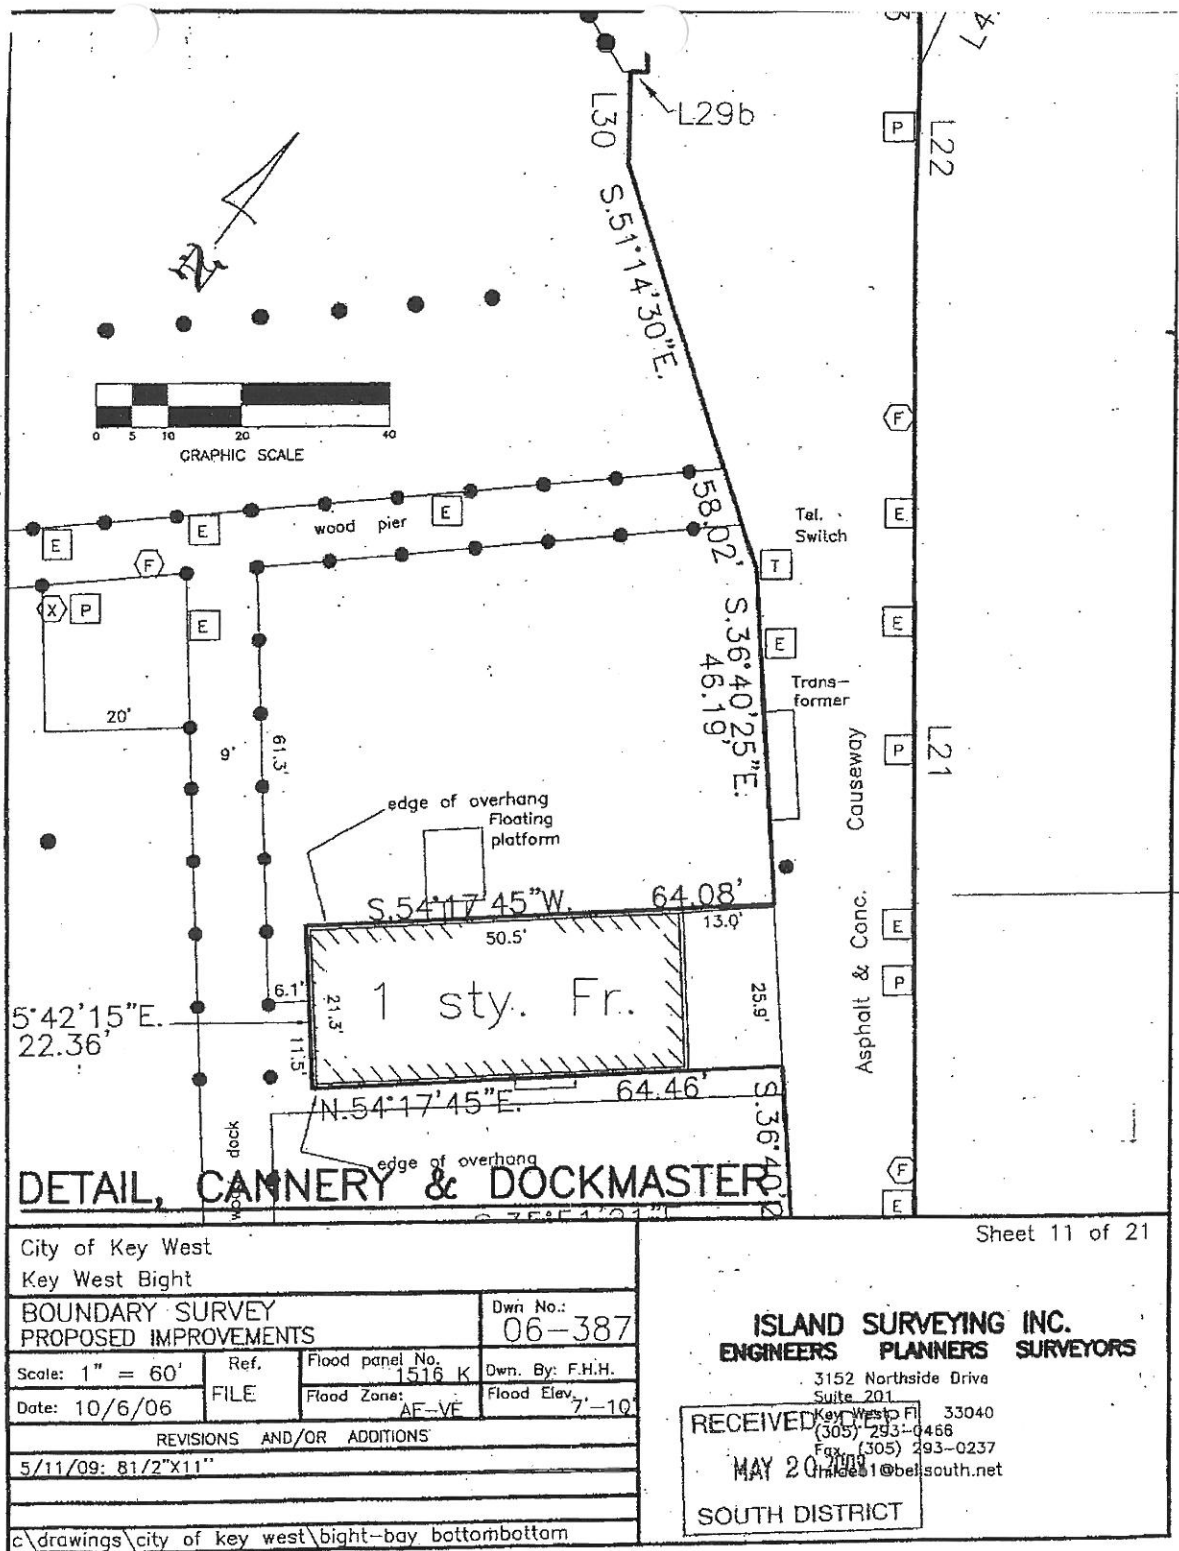 L29b
L30
L22
P
S.51°14'30"E.
N
0 5 10 20 40
GRAPHIC SCALE
F
58.02'
wood pier
E
E
E
E
Tel.
Switch
T
F
X
P
E
S.36°40'25"E.
46.19'
E
E
Trans-
former
20'
9'
61.3'
L21
P
Causeway
edge of overhang
Floating
platform
S.54°17'45"W.
64.08'
50.5'
13.0'
Asphalt & Conc.
E
P
6.1'
21.3'
1 sty. Fr.
25.9'
5°42'15"E.
22.36'
11.5'
N.54°17'45"E.
64.46'
S.36°40'2
wood dock
edge of overhang
F
E
DETAIL, CANNERY & DOCKMASTER
Sheet 11 of 21
City of Key West
Key West Bight
BOUNDARY SURVEY
PROPOSED IMPROVEMENTS
Dwn No.:
06-387
Scale: 1" = 60'
Ref.
FILE
Flood panel No.
1516 K
Dwn. By: F.H.H.
Date: 10/6/06
Flood Zone:
AE-VE
Flood Elev.
7'-10'
REVISIONS AND/OR ADDITIONS
5/11/09: 81/2"X11"
c\drawings\city of key west\bight-bay bottombottom
ISLAND SURVEYING INC.
ENGINEERS PLANNERS SURVEYORS
3152 Northside Drive
Suite 201
Key West, Fl. 33040
(305) 293-0466
Fax. (305) 293-0237
@bellsouth.net
RECEIVED
MAY 20
SOUTH DISTRICT